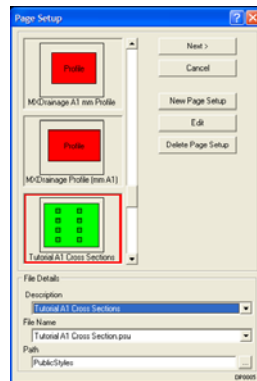 Page Setup
Next >
Cancel
New Page Setup
Edit
Delete Page Setup
Profile
MXDrainage A1 mm Profile
Profile
MXDrainage Profile (mm A1)
Tutorial A1 Cross Sections
File Details
Description
Tutorial A1 Cross Sections
File Name
Tutorial A1 Cross Section.psu
Path
PublicStyles
...
DP0005